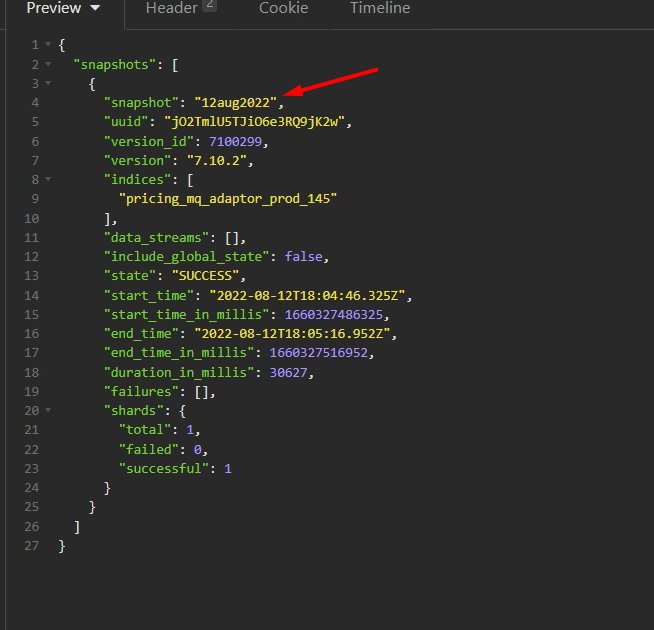 Preview Header 2 Cookie Timeline
1 {
2 "snapshots": [
3 {
4 "snapshot": "12aug2022",
5 "uuid": "jO2TmlU5TJiO6e3RQ9jK2w",
6 "version_id": 7100299,
7 "version": "7.10.2",
8 "indices": [
9 "pricing_mq_adaptor_prod_145"
10 ],
11 "data_streams": [],
12 "include_global_state": false,
13 "state": "SUCCESS",
14 "start_time": "2022-08-12T18:04:46.325Z",
15 "start_time_in_millis": 1660327486325,
16 "end_time": "2022-08-12T18:05:16.952Z",
17 "end_time_in_millis": 1660327516952,
18 "duration_in_millis": 30627,
19 "failures": [],
20 "shards": {
21 "total": 1,
22 "failed": 0,
23 "successful": 1
24 }
25 }
26 ]
27 }